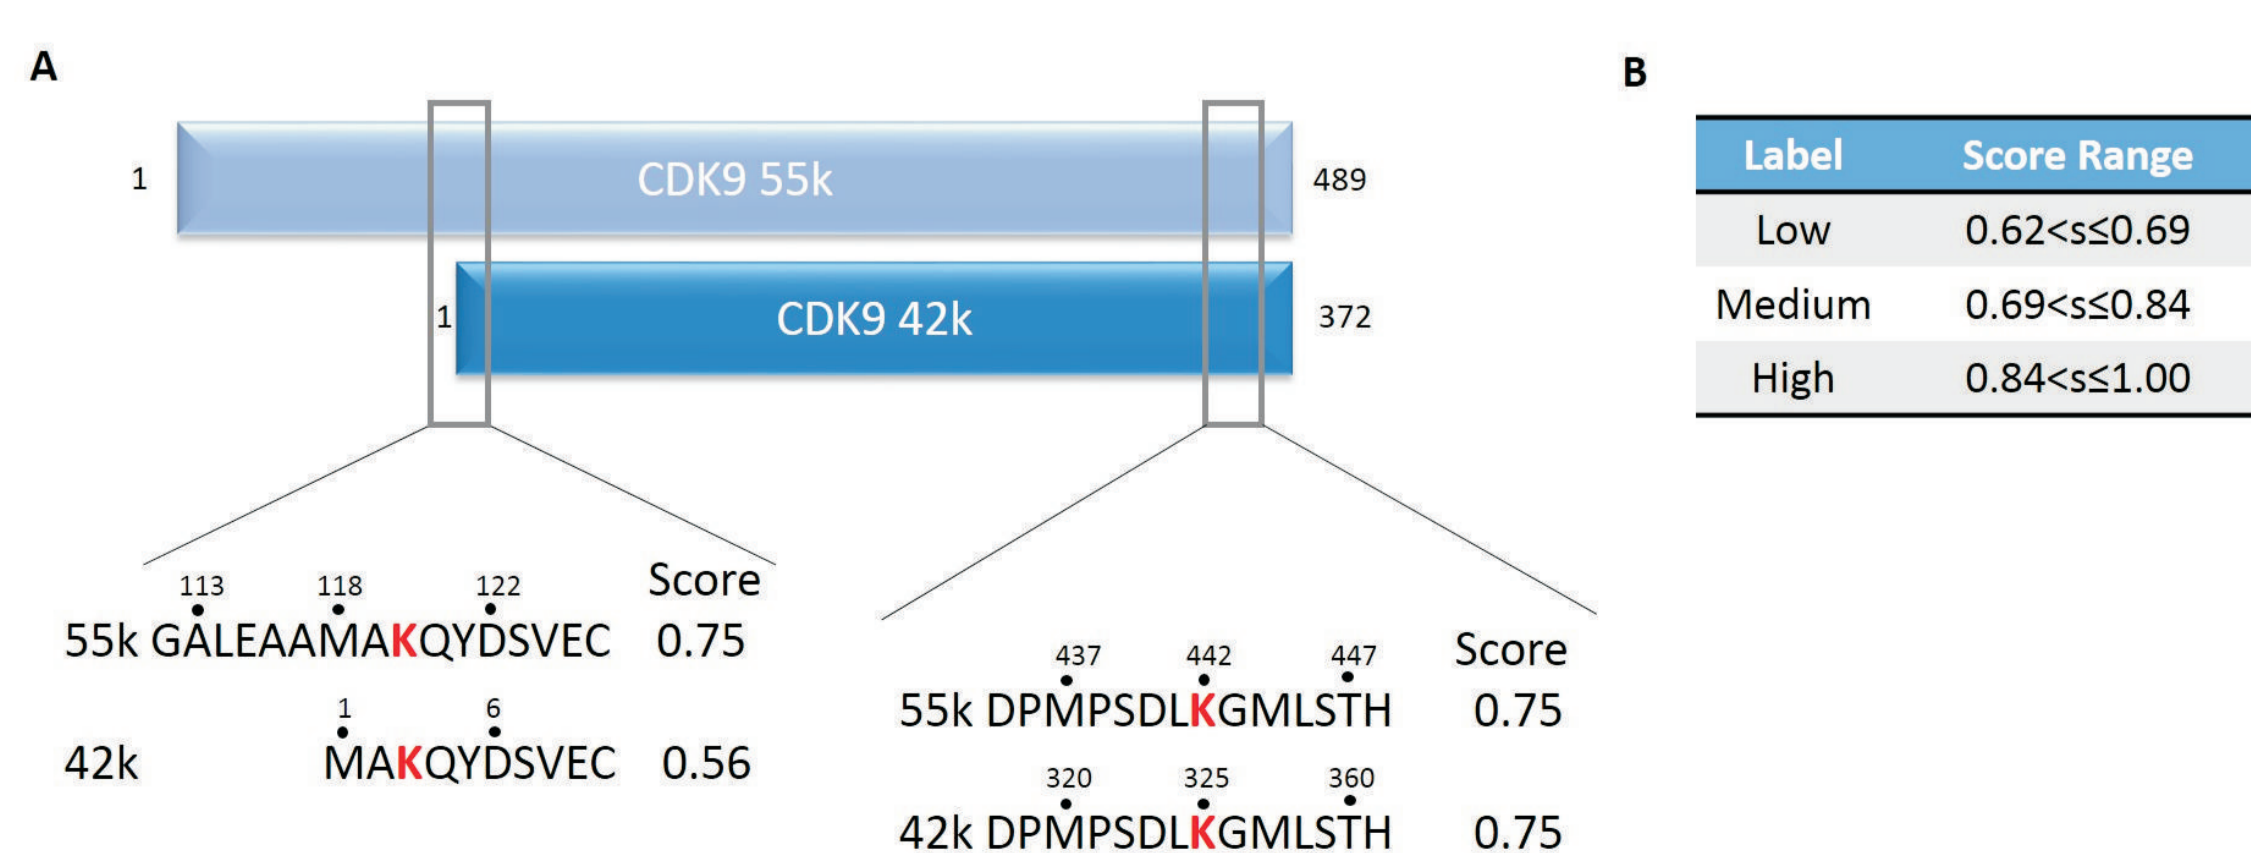 A
CDK9 55k
1
489
CDK9 42k
1
372
113 118 122 Score
55k GALEAAMAKQYDSVEC 0.75
1 6
42k MAKQYDSVEC 0.56
437 442 447 Score
55k DPMPSDLKGMLSTH 0.75
320 325 360
42k DPMPSDLKGMLSTH 0.75
B
Label Score Range
Low 0.62<s≤0.69
Medium 0.69<s≤0.84
High 0.84<s≤1.00